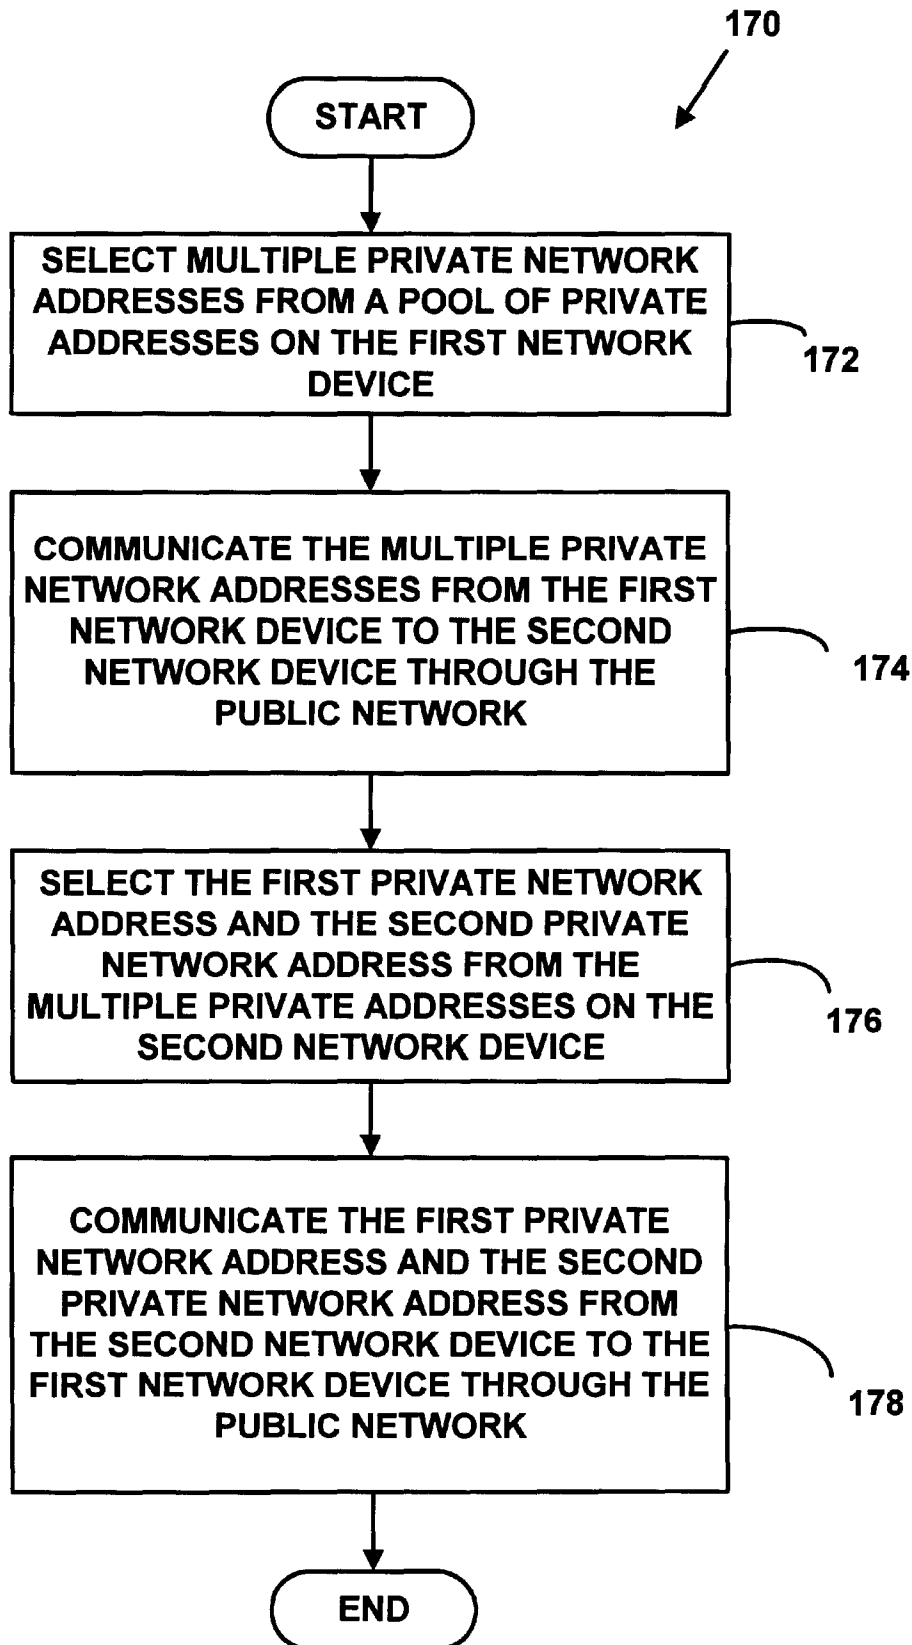 170
START
SELECT MULTIPLE PRIVATE NETWORK
ADDRESSES FROM A POOL OF PRIVATE
ADDRESSES ON THE FIRST NETWORK
DEVICE
172
COMMUNICATE THE MULTIPLE PRIVATE
NETWORK ADDRESSES FROM THE FIRST
NETWORK DEVICE TO THE SECOND
NETWORK DEVICE THROUGH THE
PUBLIC NETWORK
174
SELECT THE FIRST PRIVATE NETWORK
ADDRESS AND THE SECOND PRIVATE
NETWORK ADDRESS FROM THE
MULTIPLE PRIVATE ADDRESSES ON THE
SECOND NETWORK DEVICE
176
COMMUNICATE THE FIRST PRIVATE
NETWORK ADDRESS AND THE SECOND
PRIVATE NETWORK ADDRESS FROM
THE SECOND NETWORK DEVICE TO THE
FIRST NETWORK DEVICE THROUGH THE
PUBLIC NETWORK
178
END